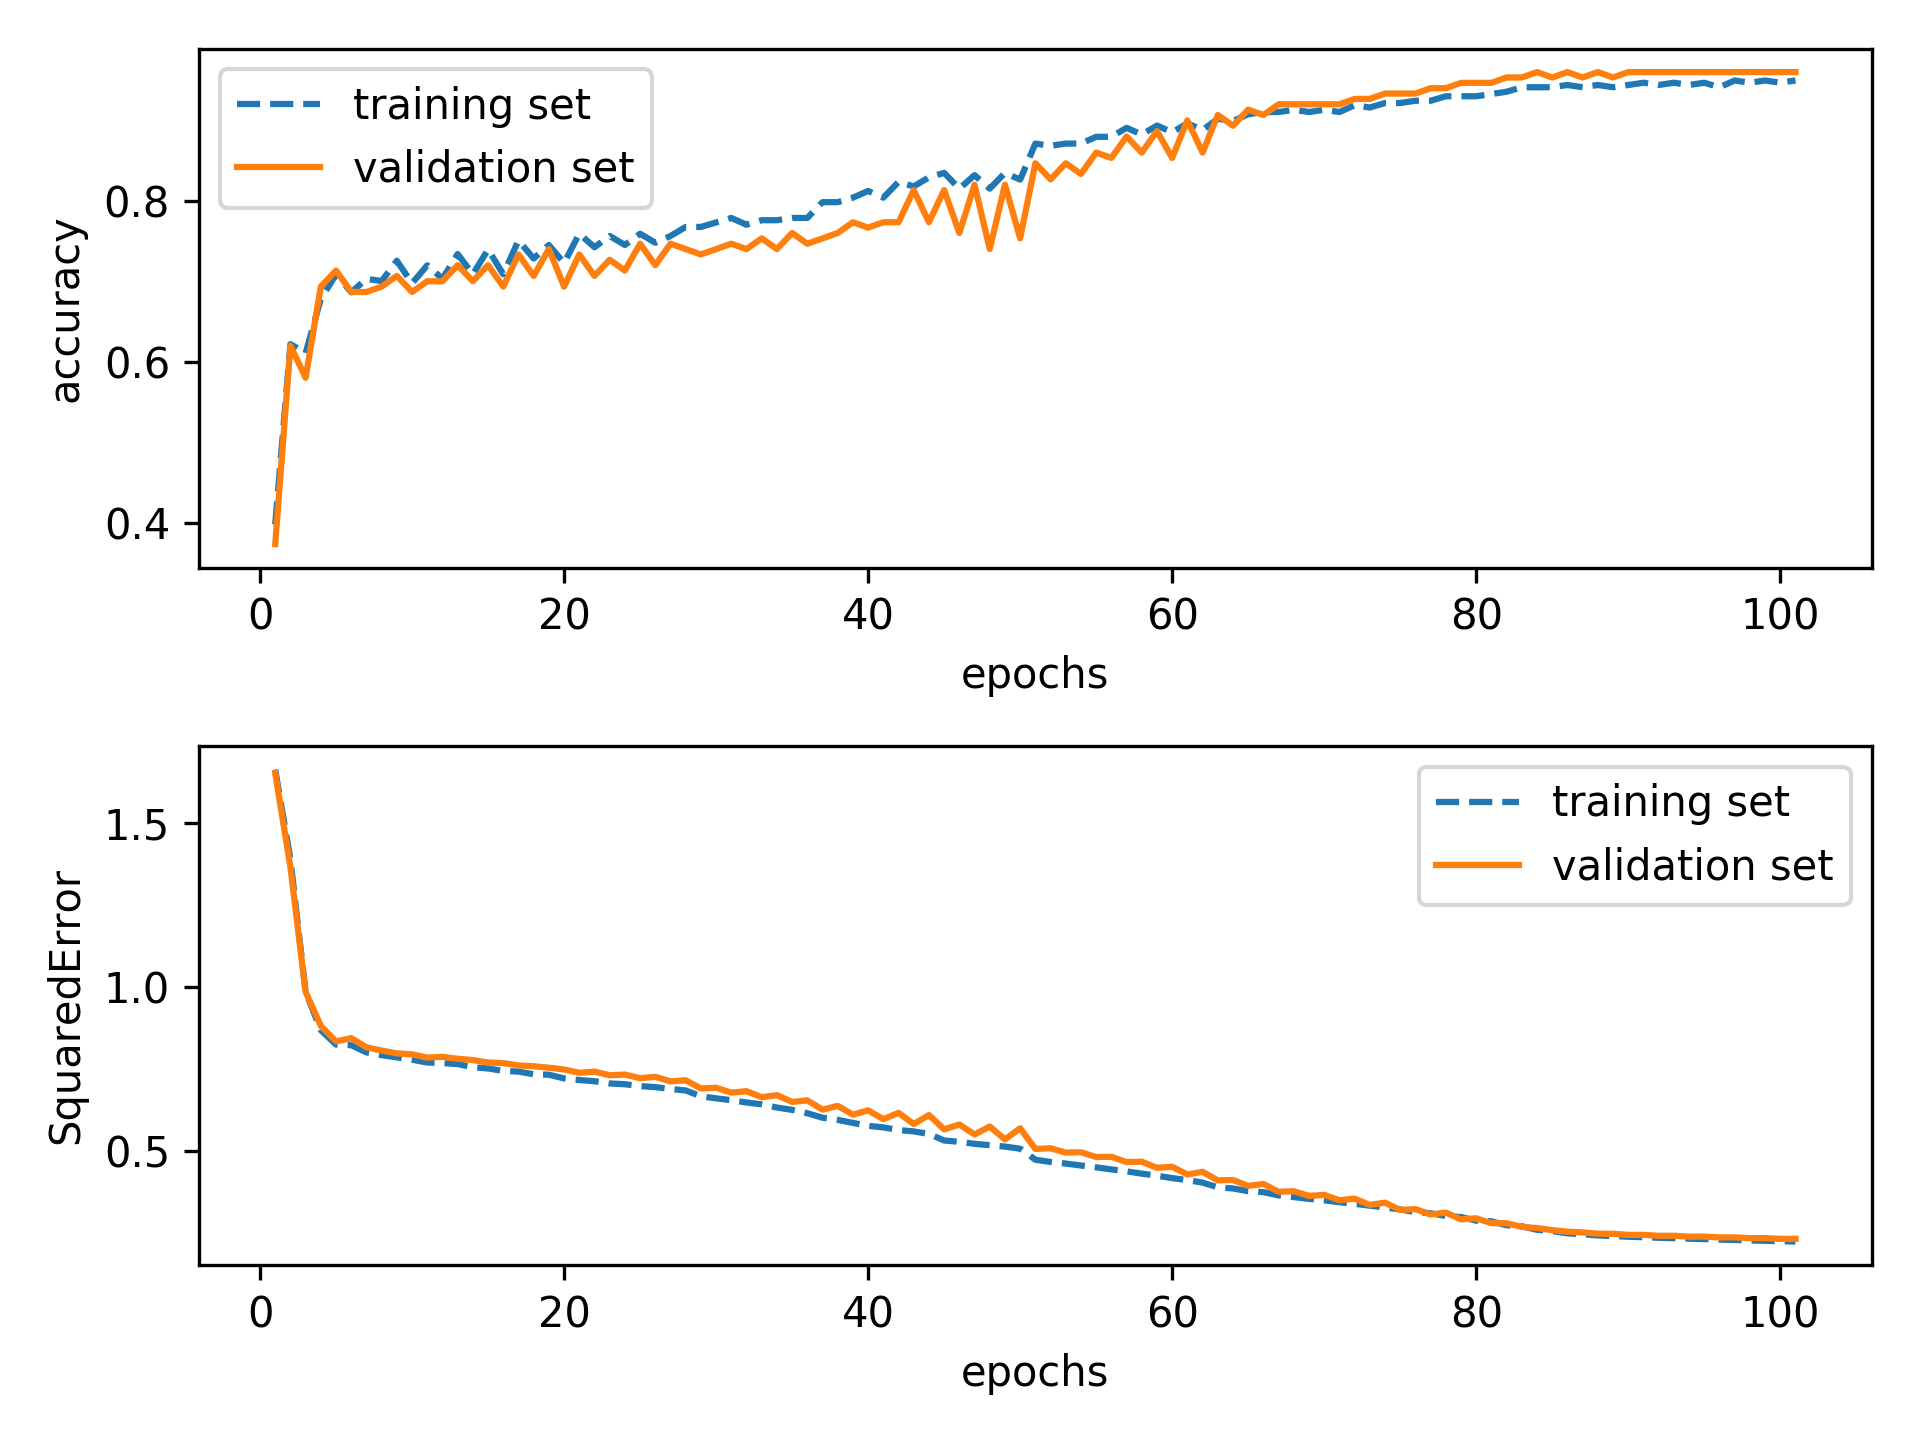 training set
validation set
accuracy
0.8
0.6
0.4
0 20 40 60 80 100
epochs
training set
validation set
SquaredError
1.5
1.0
0.5
0 20 40 60 80 100
epochs